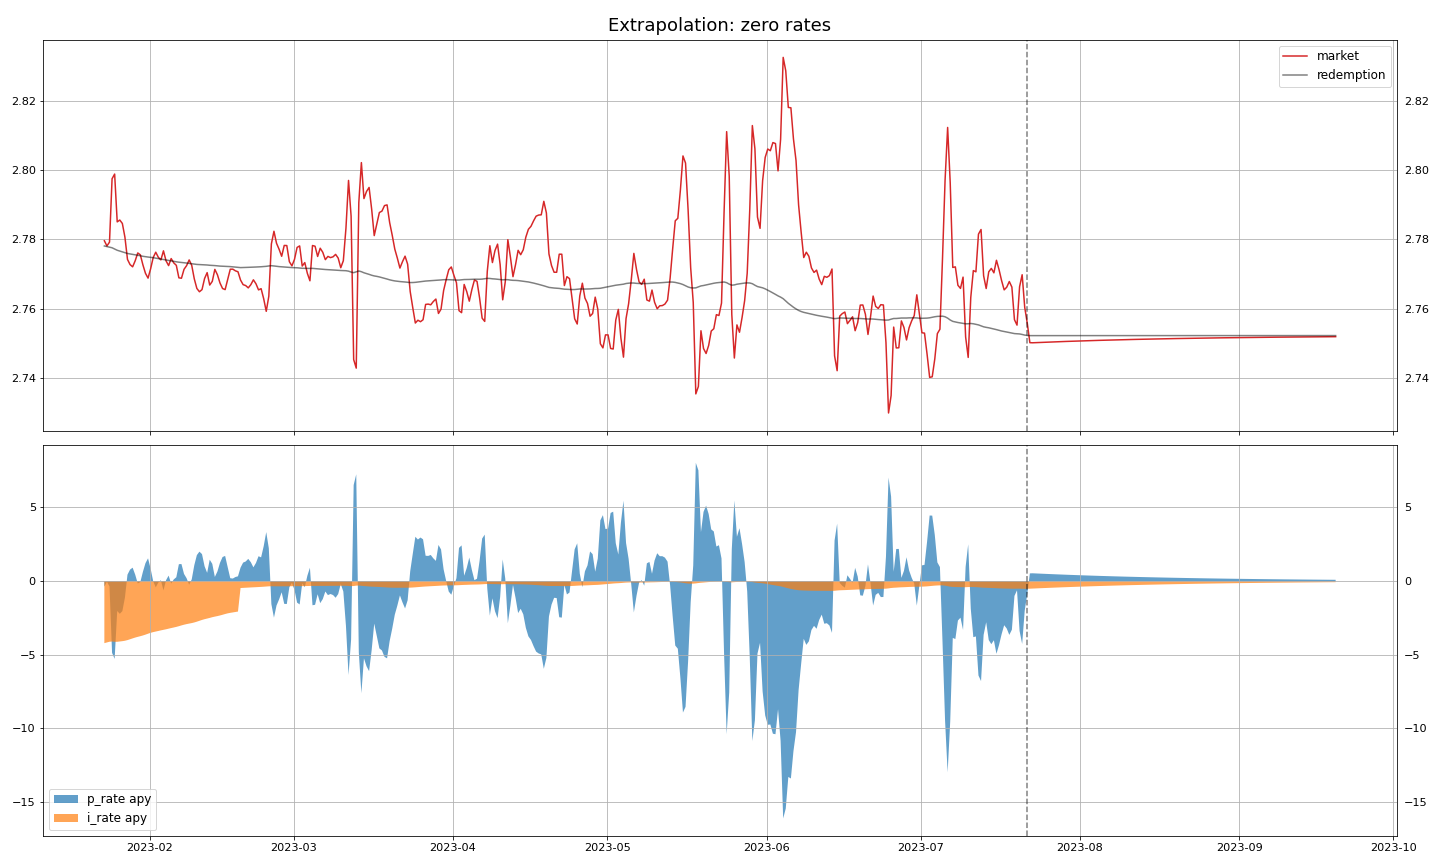 Extrapolation: zero rates
market
redemption
2.82 2.82
2.80 2.80
2.78 2.78
2.76 2.76
2.74 2.74
5 5
0 0
−5 −5
−10 −10
−15 −15
p_rate apy
i_rate apy
2023-02 2023-03 2023-04 2023-05 2023-06 2023-07 2023-08 2023-09 2023-10